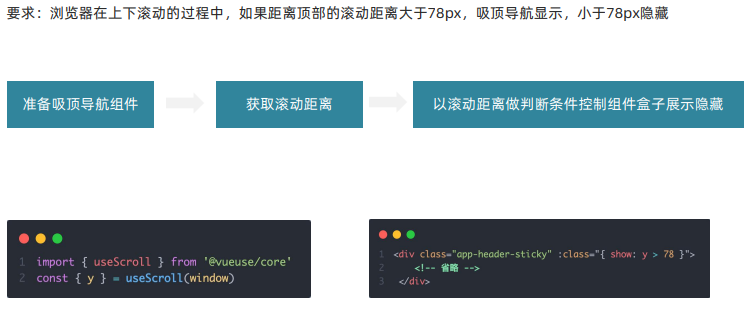 要求：浏览器在上下滚动的过程中，如果距离顶部的滚动距离大于78px，吸顶导航显示，小于78px隐藏
准备吸顶导航组件
获取滚动距离
以滚动距离做判断条件控制组件盒子展示隐藏
1 import { useScroll } from '@vueuse/core'
2 const { y } = useScroll(window)
1 <div class="app-header-sticky" :class="{ show: y > 78 }">
2 <!-- 省略 -->
3 </div>